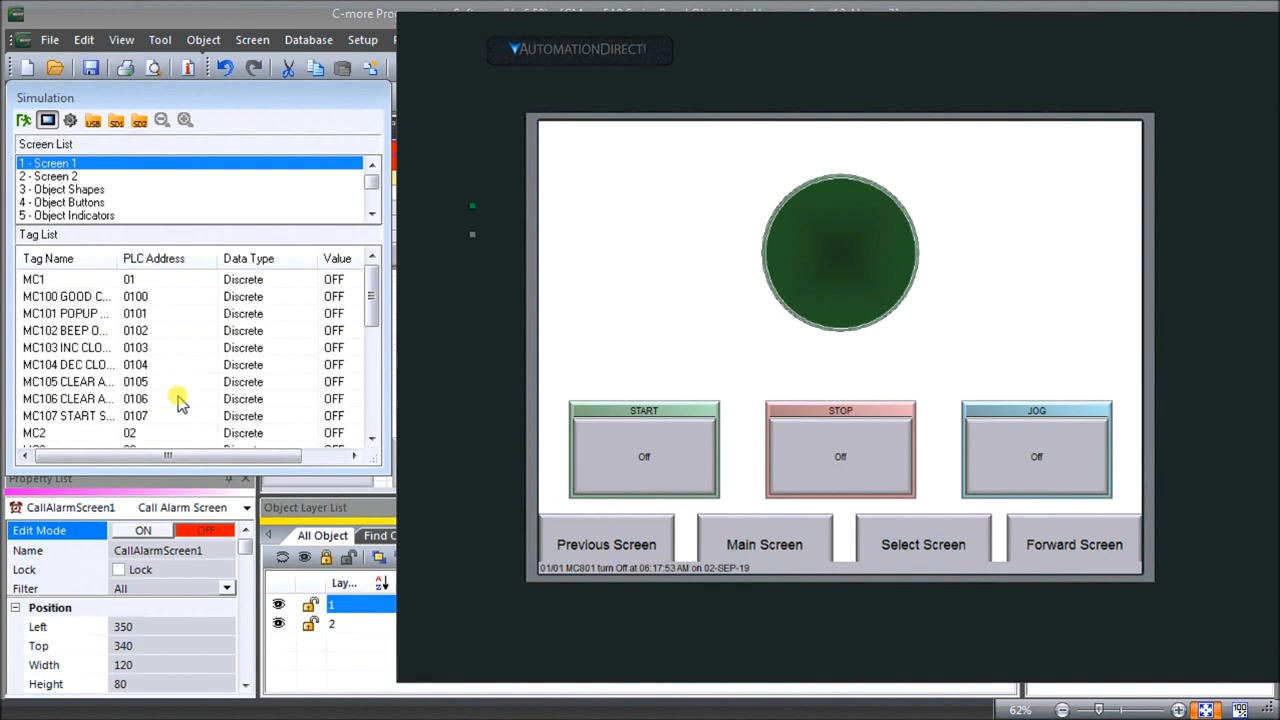 C-more Pro
File Edit View Tool Object Screen Database Setup
AUTOMATIONDIRECT!
Simulation
USB SD1 SD2
Screen List
1 - Screen 1
2 - Screen 2
3 - Object Shapes
4 - Object Buttons
5 - Object Indicators
Tag List
Tag Name PLC Address Data Type Value
MC1 01 Discrete OFF
MC100 GOOD C... 0100 Discrete OFF
MC101 POPUP ... 0101 Discrete OFF
MC102 BEEP O... 0102 Discrete OFF
MC103 INC CLO... 0103 Discrete OFF
MC104 DEC CLO... 0104 Discrete OFF
MC105 CLEAR A... 0105 Discrete OFF
MC106 CLEAR A... 0106 Discrete OFF
MC107 START S... 0107 Discrete OFF
MC2 02 Discrete OFF
START STOP JOG
Off Off Off
Previous Screen Main Screen Select Screen Forward Screen
01/01 MC801 turn Off at 06:17:53 AM on 02-SEP-19
Property List
CallAlarmScreen1 Call Alarm Screen
Edit Mode ON OFF
Name CallAlarmScreen1
Lock Lock
Filter All
Position
Left 350
Top 340
Width 120
Height 80
Object Layer List
All Object Find
Lay...
1
2
62%